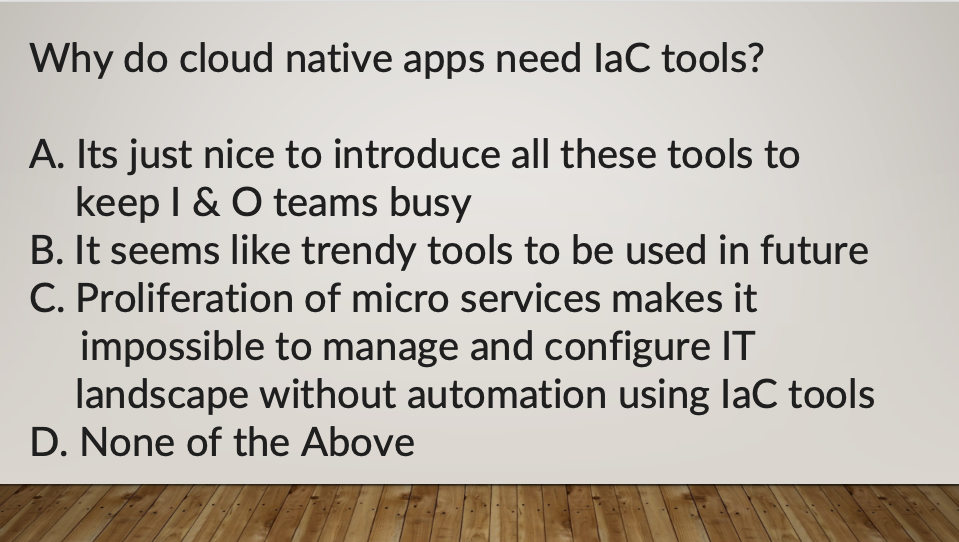 Why do cloud native apps need IaC tools?
A. Its just nice to introduce all these tools to
keep I & O teams busy
B. It seems like trendy tools to be used in future
C. Proliferation of micro services makes it
impossible to manage and configure IT
landscape without automation using IaC tools
D. None of the Above